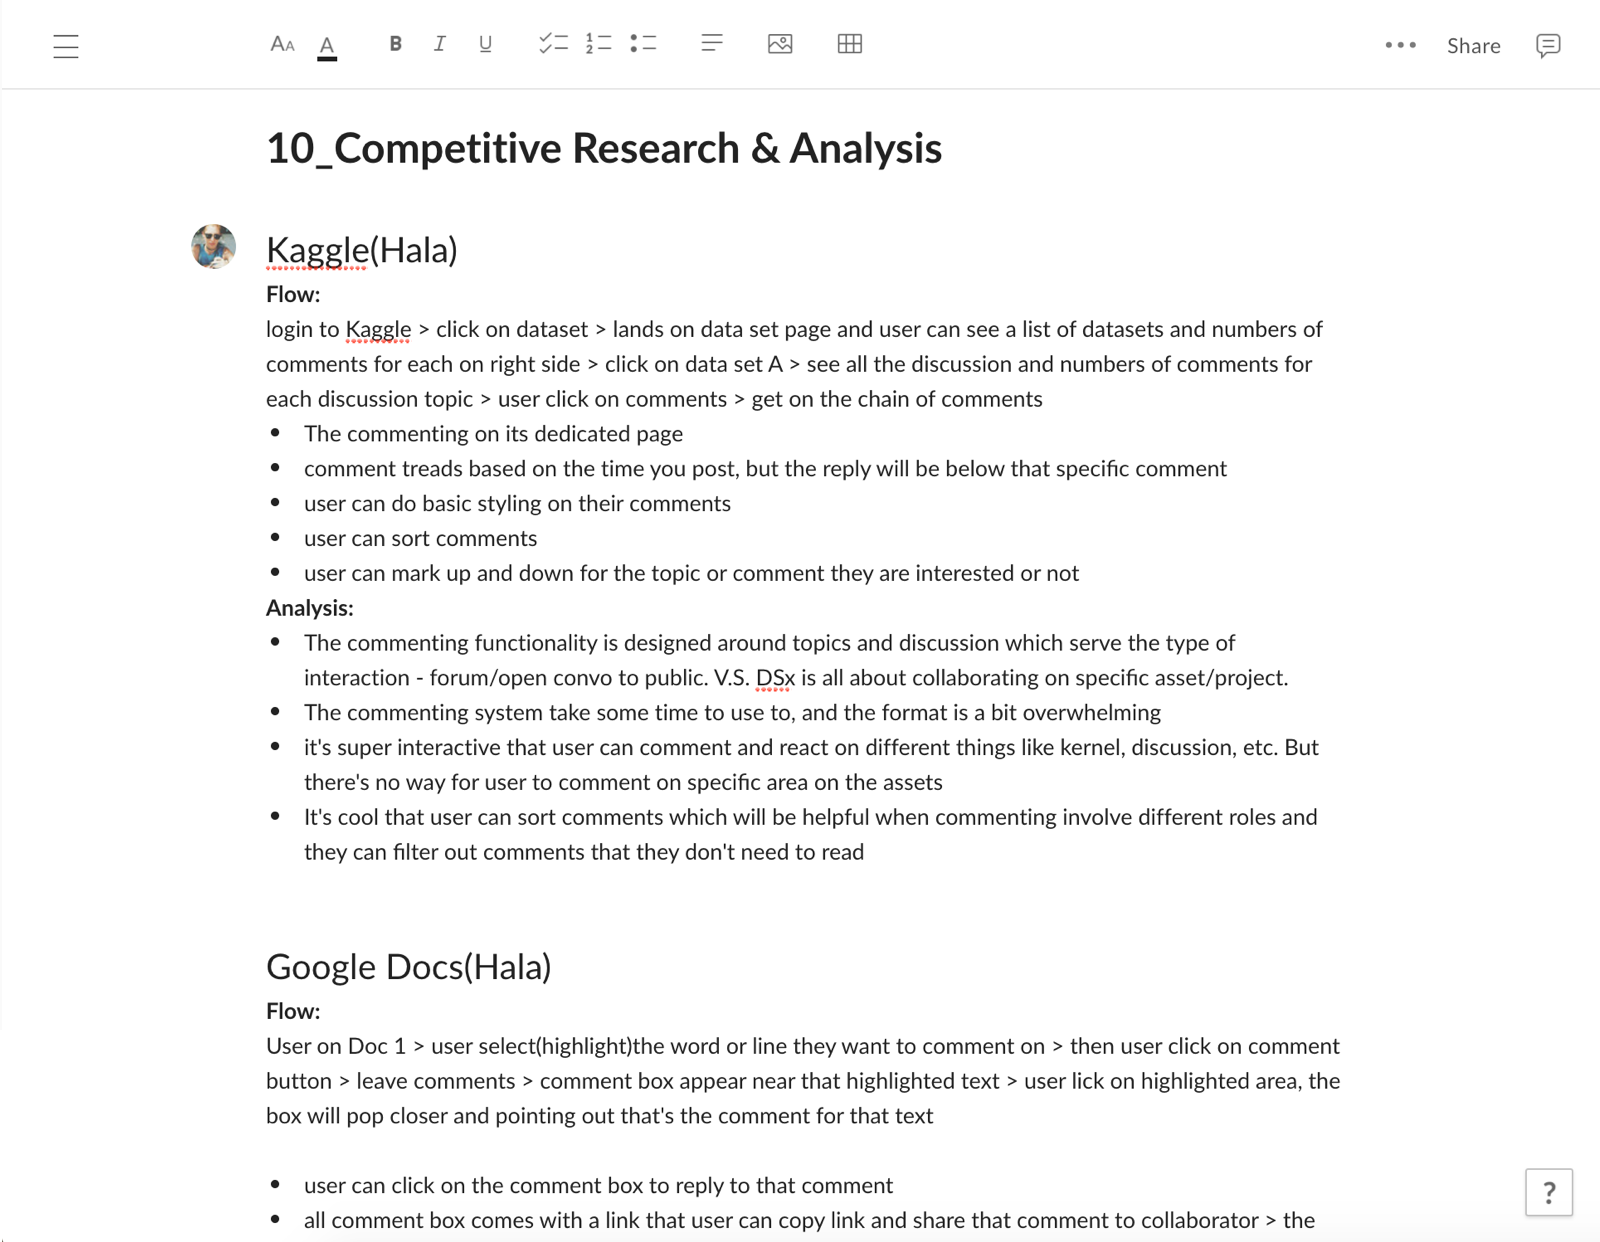 AA A B I U Share
10_Competitive Research & Analysis
Kaggle(Hala)
Flow:
login to Kaggle > click on dataset > lands on data set page and user can see a list of datasets and numbers of
comments for each on right side > click on data set A > see all the discussion and numbers of comments for
each discussion topic > user click on comments > get on the chain of comments
• The commenting on its dedicated page
• comment treads based on the time you post, but the reply will be below that specific comment
• user can do basic styling on their comments
• user can sort comments
• user can mark up and down for the topic or comment they are interested or not
Analysis:
• The commenting functionality is designed around topics and discussion which serve the type of
interaction - forum/open convo to public. V.S. DSx is all about collaborating on specific asset/project.
• The commenting system take some time to use to, and the format is a bit overwhelming
• it's super interactive that user can comment and react on different things like kernel, discussion, etc. But
there's no way for user to comment on specific area on the assets
• It's cool that user can sort comments which will be helpful when commenting involve different roles and
they can filter out comments that they don't need to read
Google Docs(Hala)
Flow:
User on Doc 1 > user select(highlight)the word or line they want to comment on > then user click on comment
button > leave comments > comment box appear near that highlighted text > user lick on highlighted area, the
box will pop closer and pointing out that's the comment for that text
• user can click on the comment box to reply to that comment
• all comment box comes with a link that user can copy link and share that comment to collaborator > the
?